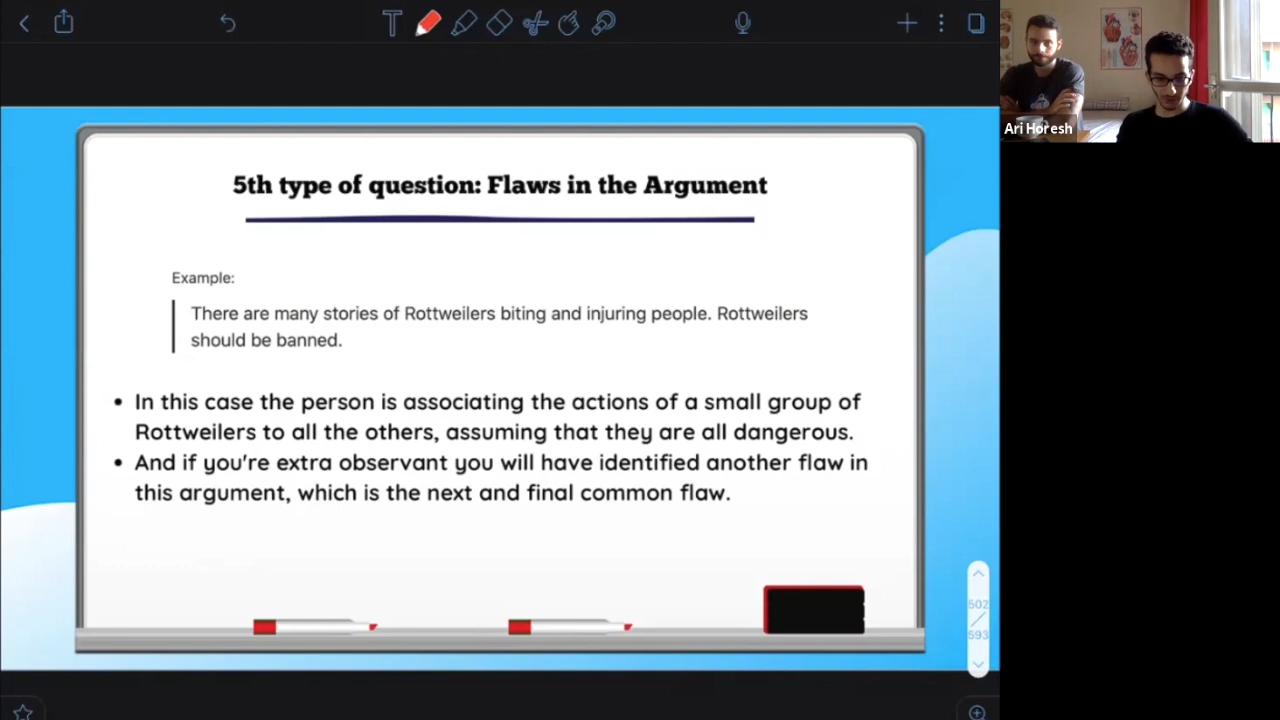 Ari Horesh
5th type of question: Flaws in the Argument
Example:
There are many stories of Rottweilers biting and injuring people. Rottweilers
should be banned.
• In this case the person is associating the actions of a small group of
Rottweilers to all the others, assuming that they are all dangerous.
• And if you're extra observant you will have identified another flaw in
this argument, which is the next and final common flaw.
502
593